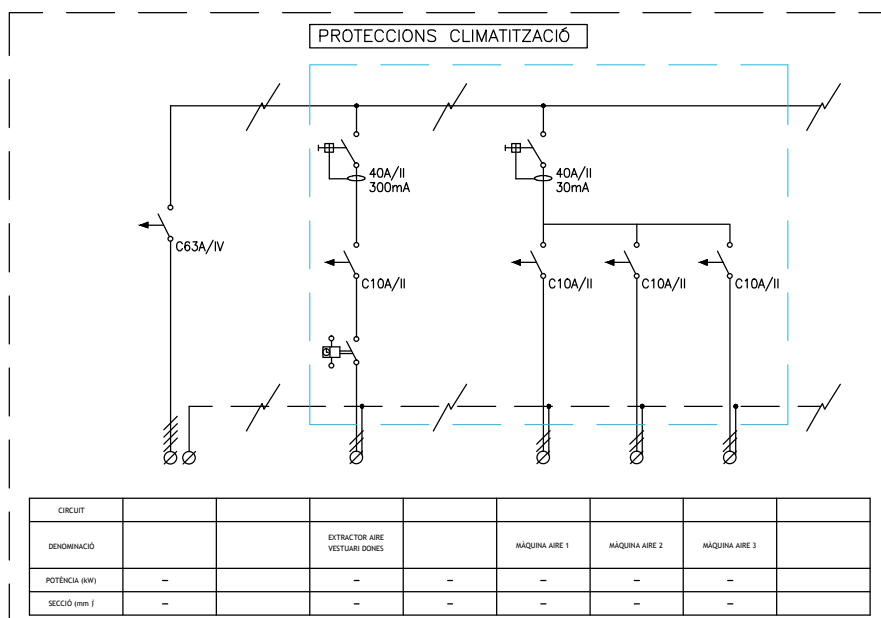 PROTECCIONS CLIMATITZACIÓ
40A/II
300mA
40A/II
30mA
C63A/IV
C10A/II
C10A/II
C10A/II
C10A/II
CIRCUIT
DENOMINACIÓ
EXTRACTOR AIRE
VESTUARI DONES
MÀQUINA AIRE 1
MÀQUINA AIRE 2
MÀQUINA AIRE 3
POTÈNCIA (kW) – – – – – –
SECCIÓ (mm ) – – – – – –